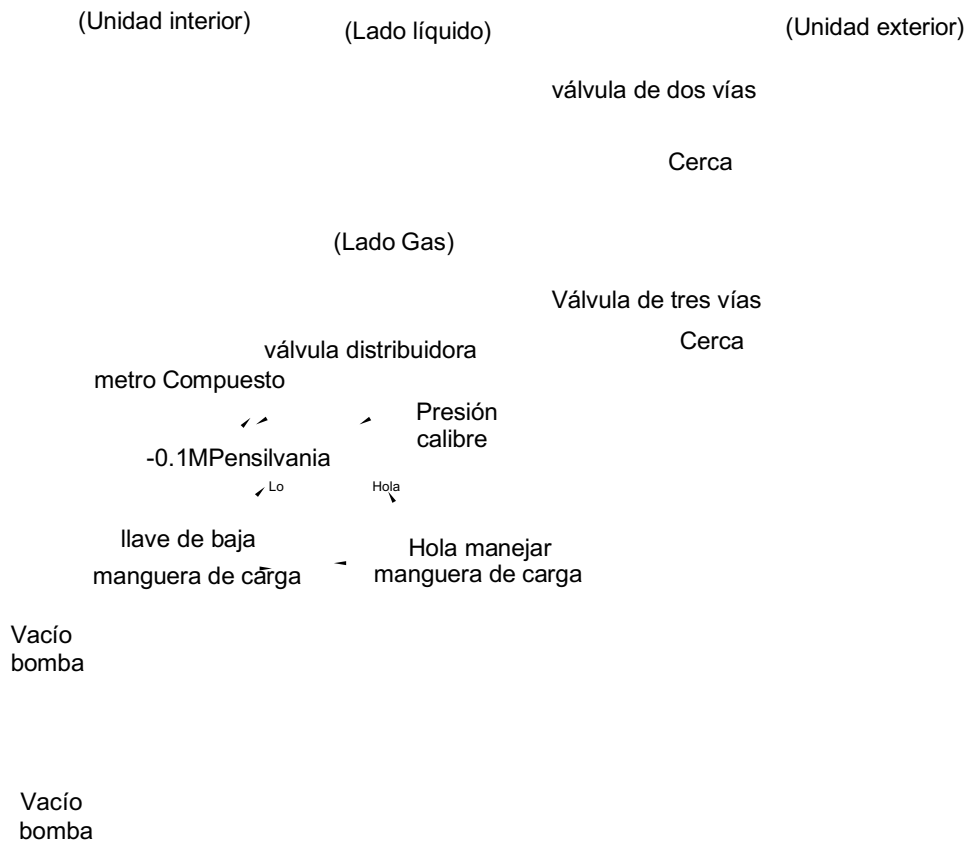 (Unidad interior)
(Lado líquido)
(Unidad exterior)
válvula de dos vías
Cerca
(Lado Gas)
Válvula de tres vías
Cerca
válvula distribuidora
metro Compuesto
Presión
calibre
-0.1MPensilvania
Lo
Hola
llave de baja
manguera de carga
Hola manejar
manguera de carga
Vacío
bomba
Vacío
bomba